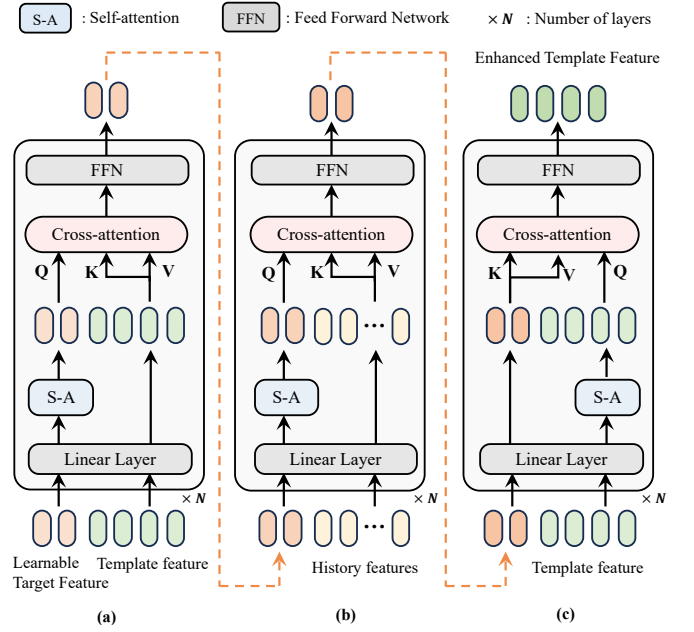 S-A : Self-attention FFN : Feed Forward Network × N : Number of layers
Enhanced Template Feature
FFN FFN FFN
Cross-attention Cross-attention Cross-attention
Q K V Q K V K V Q
... 
S-A S-A S-A
Linear Layer Linear Layer Linear Layer
× N × N × N
...
Learnable
Target Feature
Template feature History features Template feature
(a) (b) (c)